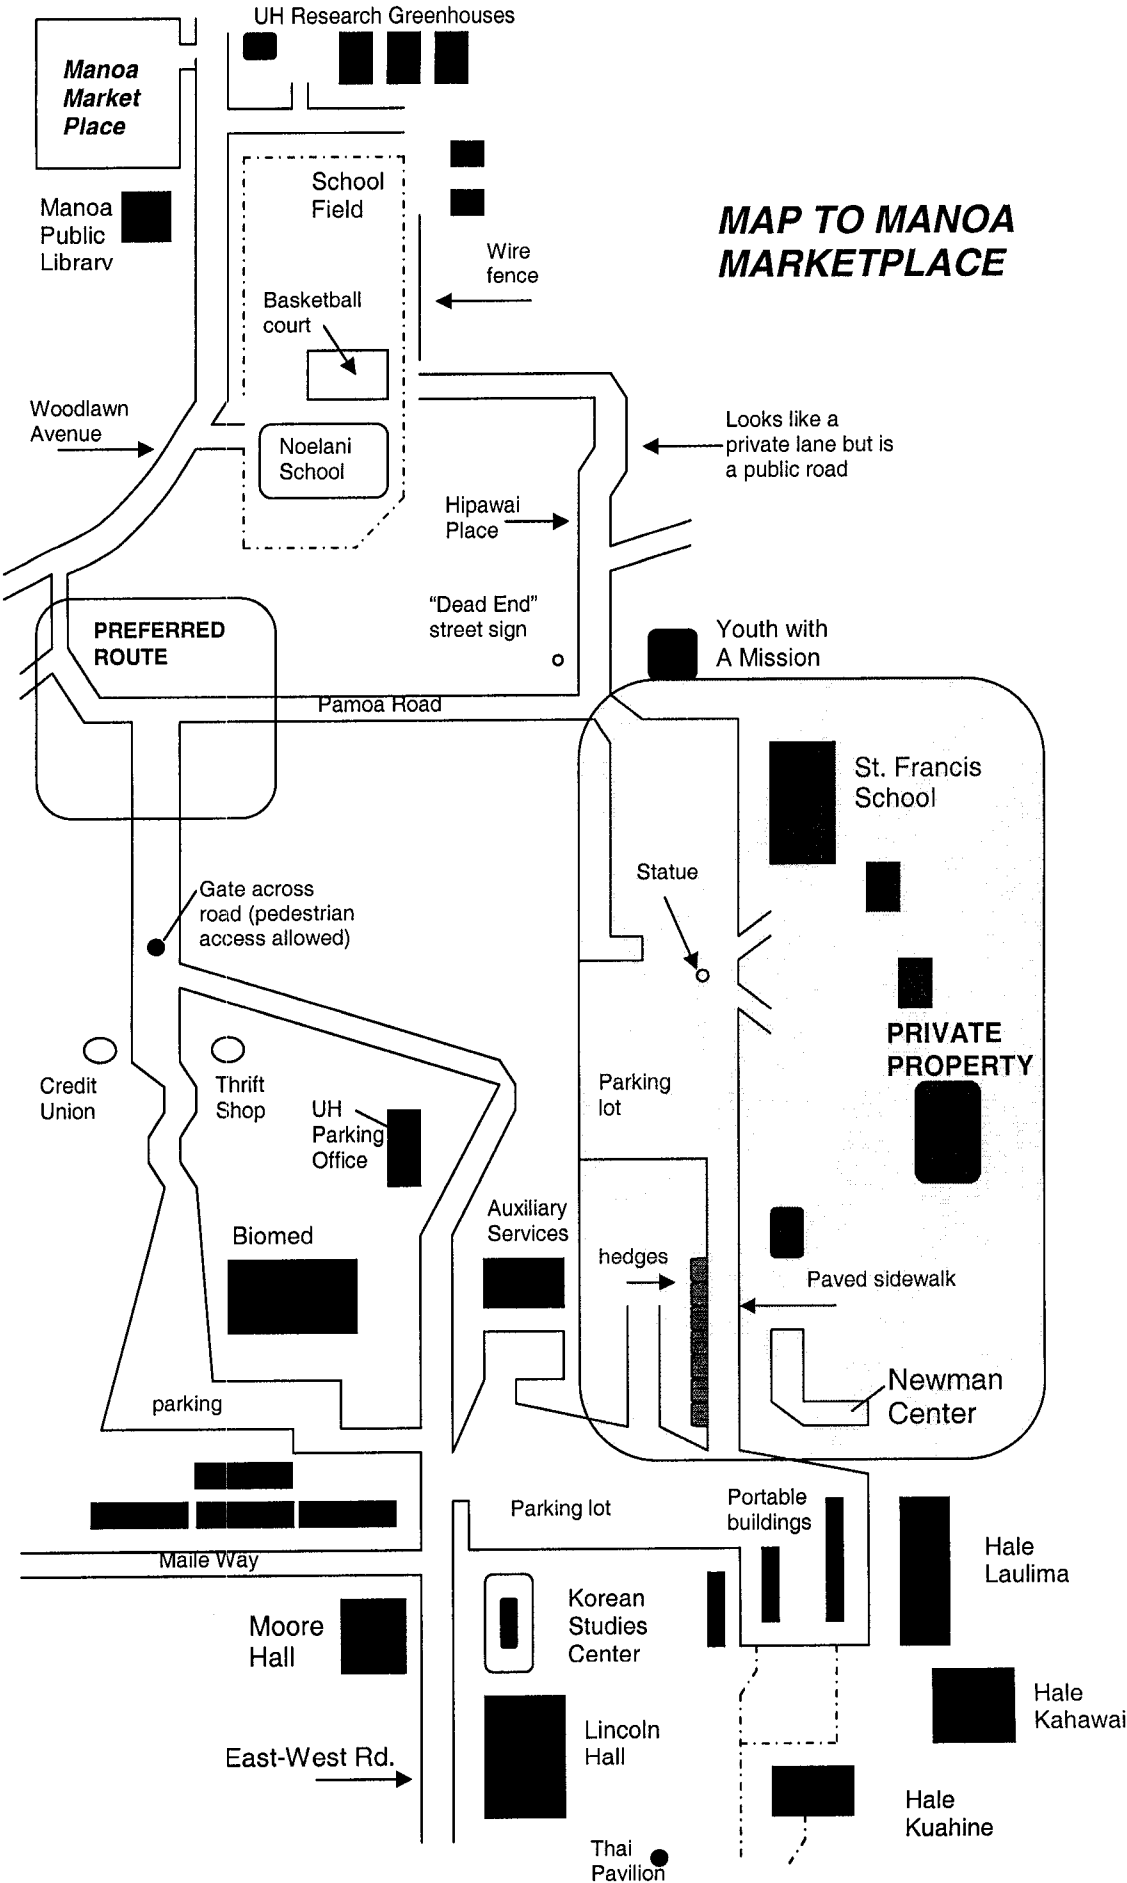 UH Research Greenhouses
Manoa
Market
Place
School
Field
Manoa
Public
Library
MAP TO MANOA
MARKETPLACE
Wire
fence
Basketball
court
Woodlawn
Avenue
Looks like a
private lane but is
a public road
Noelani
School
Hipawai
Place
"Dead End"
street sign
PREFERRED
ROUTE
Youth with
A Mission
Pamoa Road
St. Francis
School
Statue
Gate across
road (pedestrian
access allowed)
PRIVATE
PROPERTY
Credit
Union
Thrift
Shop
Parking
lot
UH
Parking
Office
Auxiliary
Services
Biomed
hedges
Paved sidewalk
Newman
Center
parking
Parking lot
Portable
buildings
Hale
Laulima
Maile Way
Moore
Hall
Korean
Studies
Center
Hale
Kahawai
Lincoln
Hall
East-West Rd.
Hale
Kuahine
Thai
Pavilion